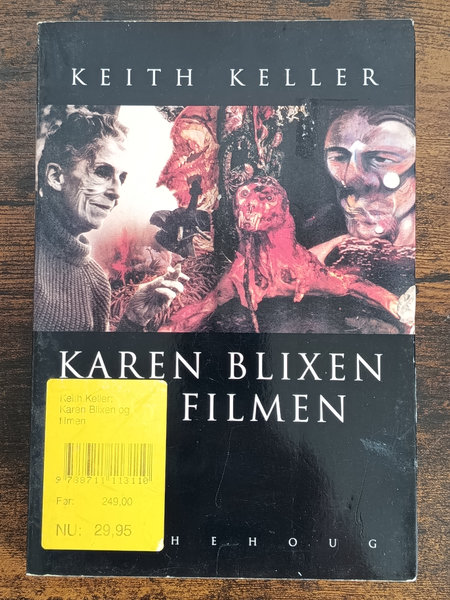 KEITH KELLER
KAREN BLIXEN
FILMEN
Keith Keller:
Karen Blixen og
filmen
9 788711 113110
Før: 249,00
NU: 29,95
HEHOUG